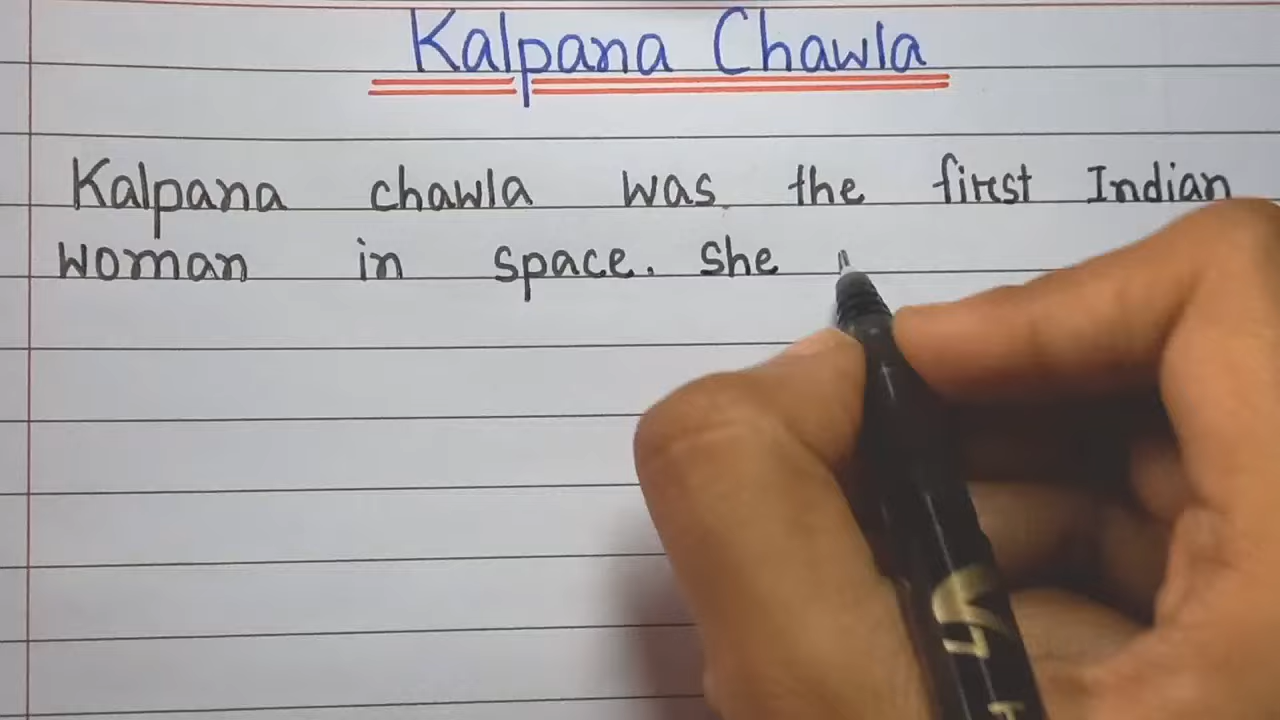 Kalpana Chawla
Kalpana chawla was the first Indian
woman in space. she